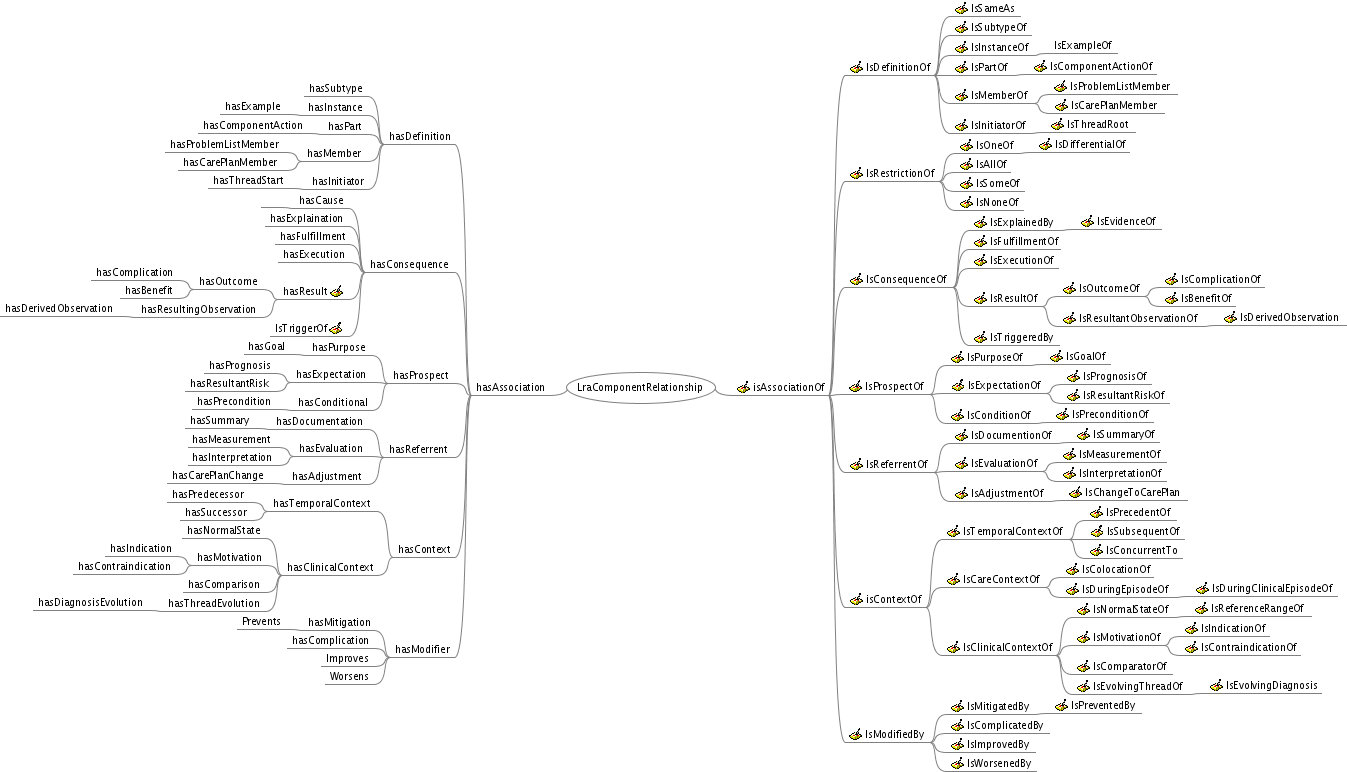 LraComponentRelationship
hasAssociation
hasDefinition
hasSubtype
hasInstance
hasExample
hasPart
hasComponentAction
hasMember
hasProblemListMember
hasCarePlanMember
hasInitiator
hasThreadStart
hasConsequence
hasCause
hasExplaination
hasFulfillment
hasExecution
hasResult
hasOutcome
hasComplication
hasBenefit
hasResultingObservation
hasDerivedObservation
IsTriggerOf
hasProspect
hasPurpose
hasGoal
hasExpectation
hasPrognosis
hasResultantRisk
hasConditional
hasPrecondition
hasReferrent
hasDocumentation
hasSummary
hasEvaluation
hasMeasurement
hasInterpretation
hasAdjustment
hasCarePlanChange
hasContext
hasTemporalContext
hasPredecessor
hasSuccessor
hasClinicalContext
hasNormalState
hasMotivation
hasIndication
hasContraindication
hasComparison
hasThreadEvolution
hasDiagnosisEvolution
hasModifier
hasMitigation
Prevents
hasComplication
Improves
Worsens
isAssociationOf
IsDefinitionOf
IsSameAs
IsSubtypeOf
IsInstanceOf
IsExampleOf
IsPartOf
IsComponentActionOf
IsMemberOf
IsProblemListMember
IsCarePlanMember
IsInitiatorOf
IsThreadRoot
IsRestrictionOf
IsOneOf
IsDifferentialOf
IsAllOf
IsSomeOf
IsNoneOf
IsConsequenceOf
IsExplainedBy
IsEvidenceOf
IsFulfillmentOf
IsExecutionOf
IsResultOf
IsOutcomeOf
IsComplicationOf
IsBenefitOf
IsResultantObservationOf
IsDerivedObservation
IsTriggeredBy
IsProspectOf
IsPurposeOf
IsGoalOf
IsExpectationOf
IsPrognosisOf
IsResultantRiskOf
IsConditionOf
IsPreconditionOf
IsReferrentOf
IsDocumentionOf
IsSummaryOf
IsEvaluationOf
IsMeasurementOf
IsInterpretationOf
IsAdjustmentOf
IsChangeToCarePlan
isContextOf
IsTemporalContextOf
IsPrecedentOf
IsSubsequentOf
IsConcurrentTo
IsCareContextOf
IsColocationOf
IsDuringEpisodeOf
IsDuringClinicalEpisodeOf
IsClinicalContextOf
IsNormalStateOf
IsReferenceRangeOf
IsMotivationOf
IsIndicationOf
IsContraindicationOf
IsComparatorOf
IsEvolvingThreadOf
IsEvolvingDiagnosis
IsModifiedBy
IsMitigatedBy
IsPreventedBy
IsComplicatedBy
IsImprovedBy
IsWorsenedBy